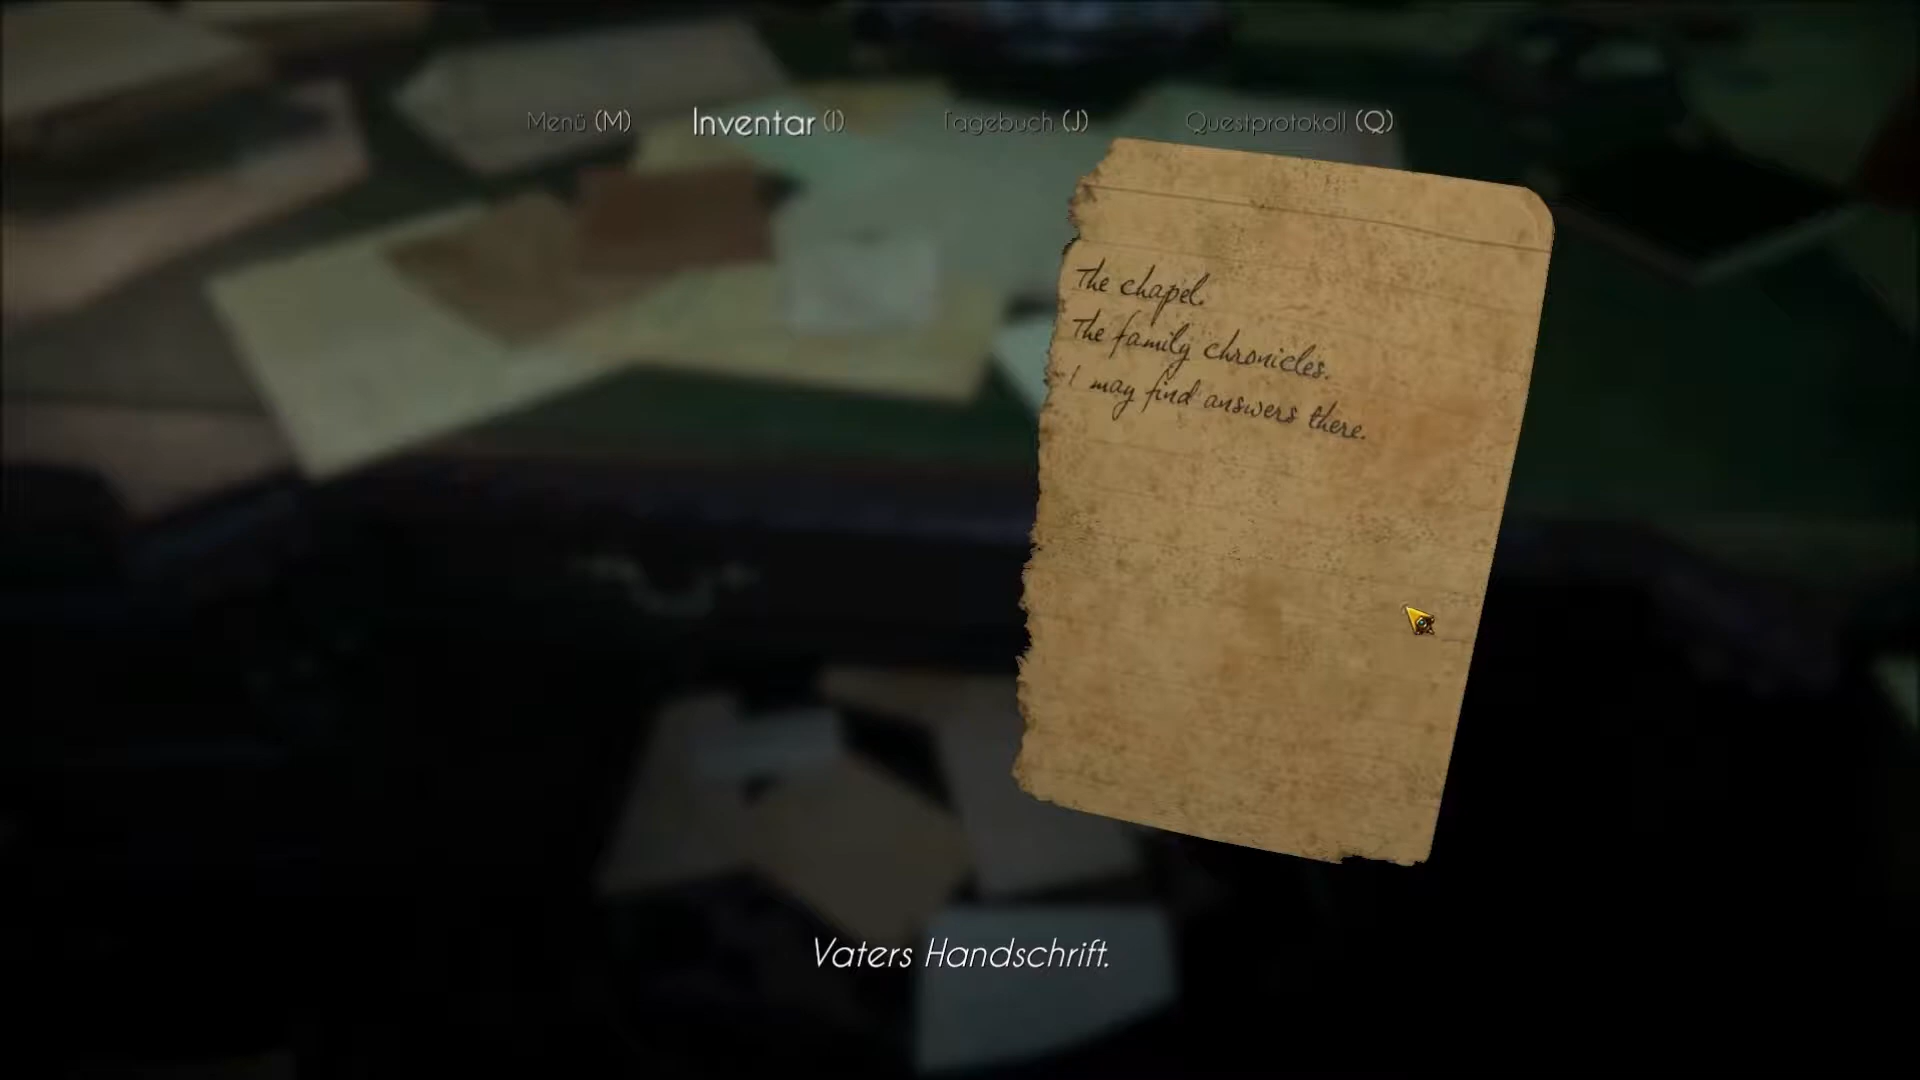 Menü (M) Inventar (I) Tagebuch (J) Questprotokoll (Q)
The chapel.
The family chronicles.
I may find answers there.
Vaters Handschrift.